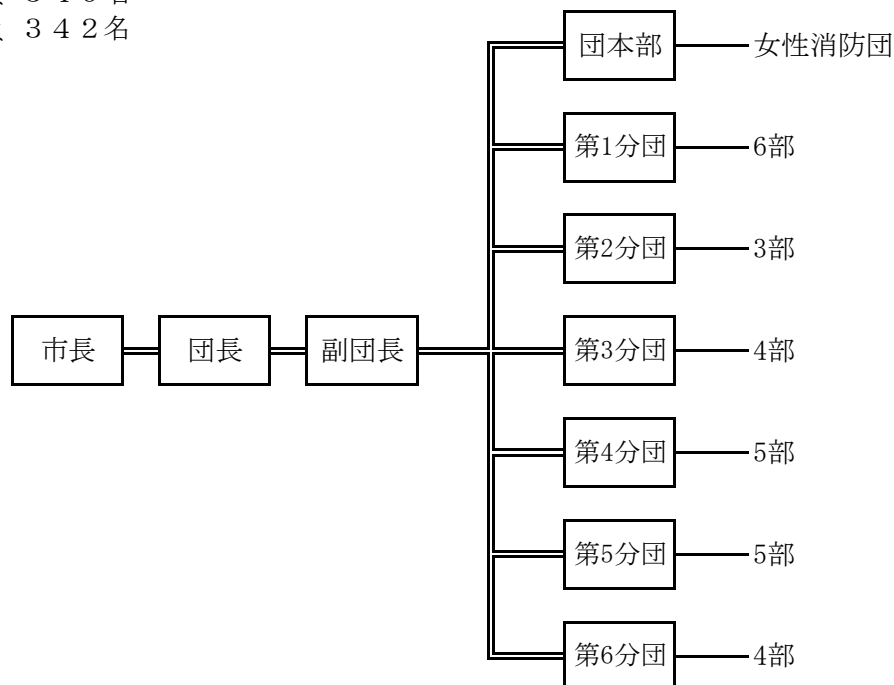 ３４２名
団本部
女性消防団
第1分団
6部
第2分団
3部
市長
団長
副団長
第3分団
4部
第4分団
5部
第5分団
5部
第6分団
4部